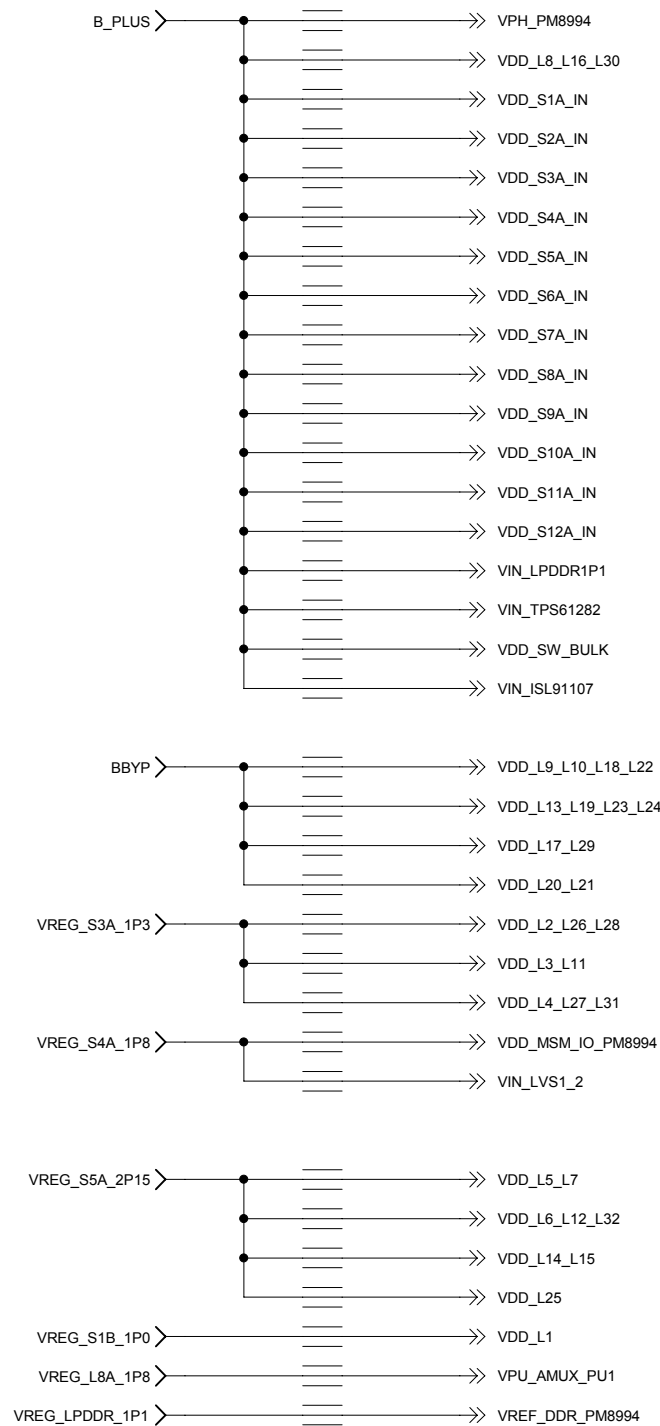 B_PLUS VPH_PM8994
VDD_L8_L16_L30
VDD_S1A_IN
VDD_S2A_IN
VDD_S3A_IN
VDD_S4A_IN
VDD_S5A_IN
VDD_S6A_IN
VDD_S7A_IN
VDD_S8A_IN
VDD_S9A_IN
VDD_S10A_IN
VDD_S11A_IN
VDD_S12A_IN
VIN_LPDDR1P1
VIN_TPS61282
VDD_SW_BULK
VIN_ISL91107
BBYP VDD_L9_L10_L18_L22
VDD_L13_L19_L23_L24
VDD_L17_L29
VDD_L20_L21
VREG_S3A_1P3 VDD_L2_L26_L28
VDD_L3_L11
VDD_L4_L27_L31
VREG_S4A_1P8 VDD_MSM_IO_PM8994
VIN_LVS1_2
VREG_S5A_2P15 VDD_L5_L7
VDD_L6_L12_L32
VDD_L14_L15
VDD_L25
VREG_S1B_1P0 VDD_L1
VREG_L8A_1P8 VPU_AMUX_PU1
VREG_LPDDR_1P1 VREF_DDR_PM8994